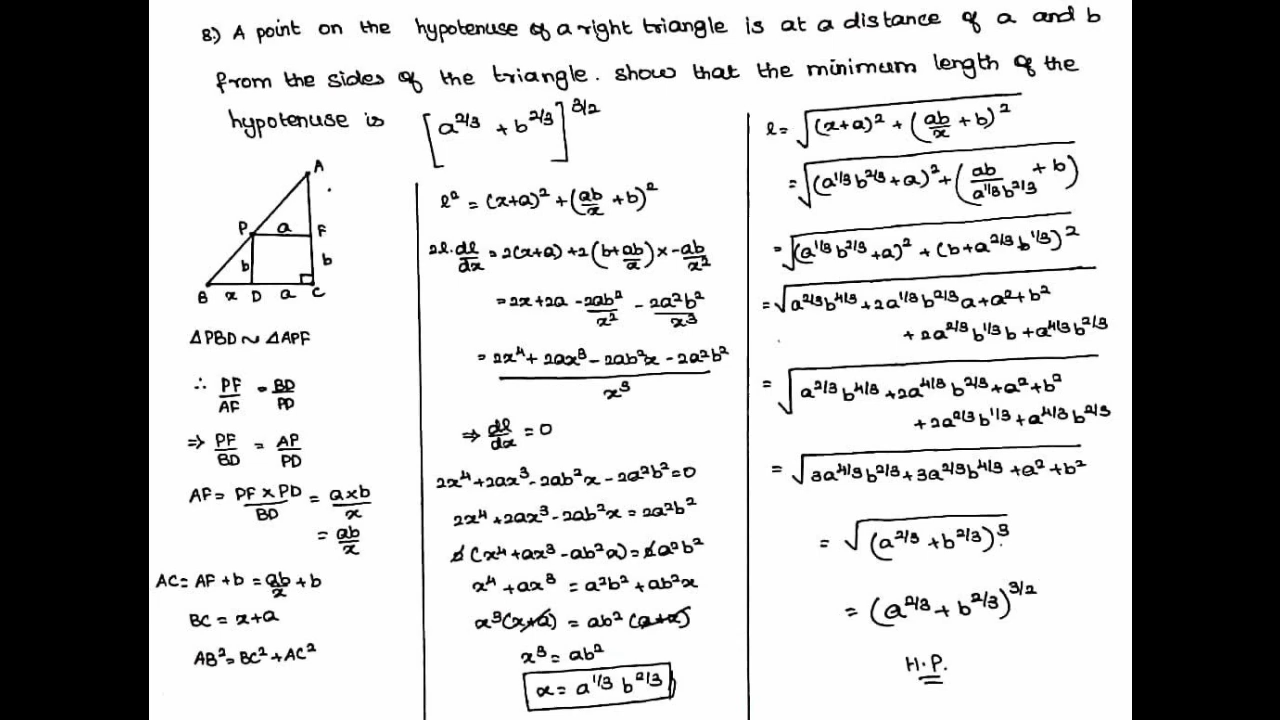 8.) A point on the hypotenuse of a right triangle is at a distance of a and b
from the sides of the triangle. show that the minimum length of the
hypotenuse is [a^2/3 + b^2/3]^3/2
A
P a F
b b
B x D a C
ΔPBD ~ ΔAPF
∴ PF/AF = BD/PD
⇒ PF/BD = AP/PD
AF = PF × PD/BD = a×b/x
= ab/x
AC = AF + b = ab/x + b
BC = x+a
AB² = BC² + AC²
l² = (x+a)² + (ab/x + b)²
2l. dl/dx = 2(x+a) + 2(b + ab/x) × -ab/x²
= 2x + 2a - 2ab²/x² - 2a²b²/x³
= 2x⁴ + 2ax³ - 2ab²x - 2a²b²/x³
⇒ dl/dx = 0
2x⁴ + 2ax³ - 2ab²x - 2a²b² = 0
2x⁴ + 2ax³ - 2ab²x = 2a²b²
2(x⁴ + ax³ - ab²a) = 2a²b²
x⁴ + ax³ = a²b² + ab²x
x³(x+a) = ab²(a+x)
x³ = ab²
x = a^1/3 b^2/3
l = √(x+a)² + (ab/x + b)²
= √(a^1/3 b^2/3 + a)² + (ab/a^1/3 b^2/3 + b)
= √(a^1/3 b^2/3 + a)² + (b + a^2/3 b^1/3)²
= √a^2/3 b^4/3 + 2a^1/3 b^2/3 a + a² + b²
+ 2a^2/3 b^1/3 b + a^4/3 b^2/3
= √a^2/3 b^4/3 + 2a^4/3 b^2/3 + a² + b²
+ 2a^2/3 b^1/3 + a^4/3 b^2/3
= √3a^4/3 b^2/3 + 3a^2/3 b^4/3 + a² + b²
= √(a^2/3 + b^2/3)³
= (a^2/3 + b^2/3)^3/2
H.P.